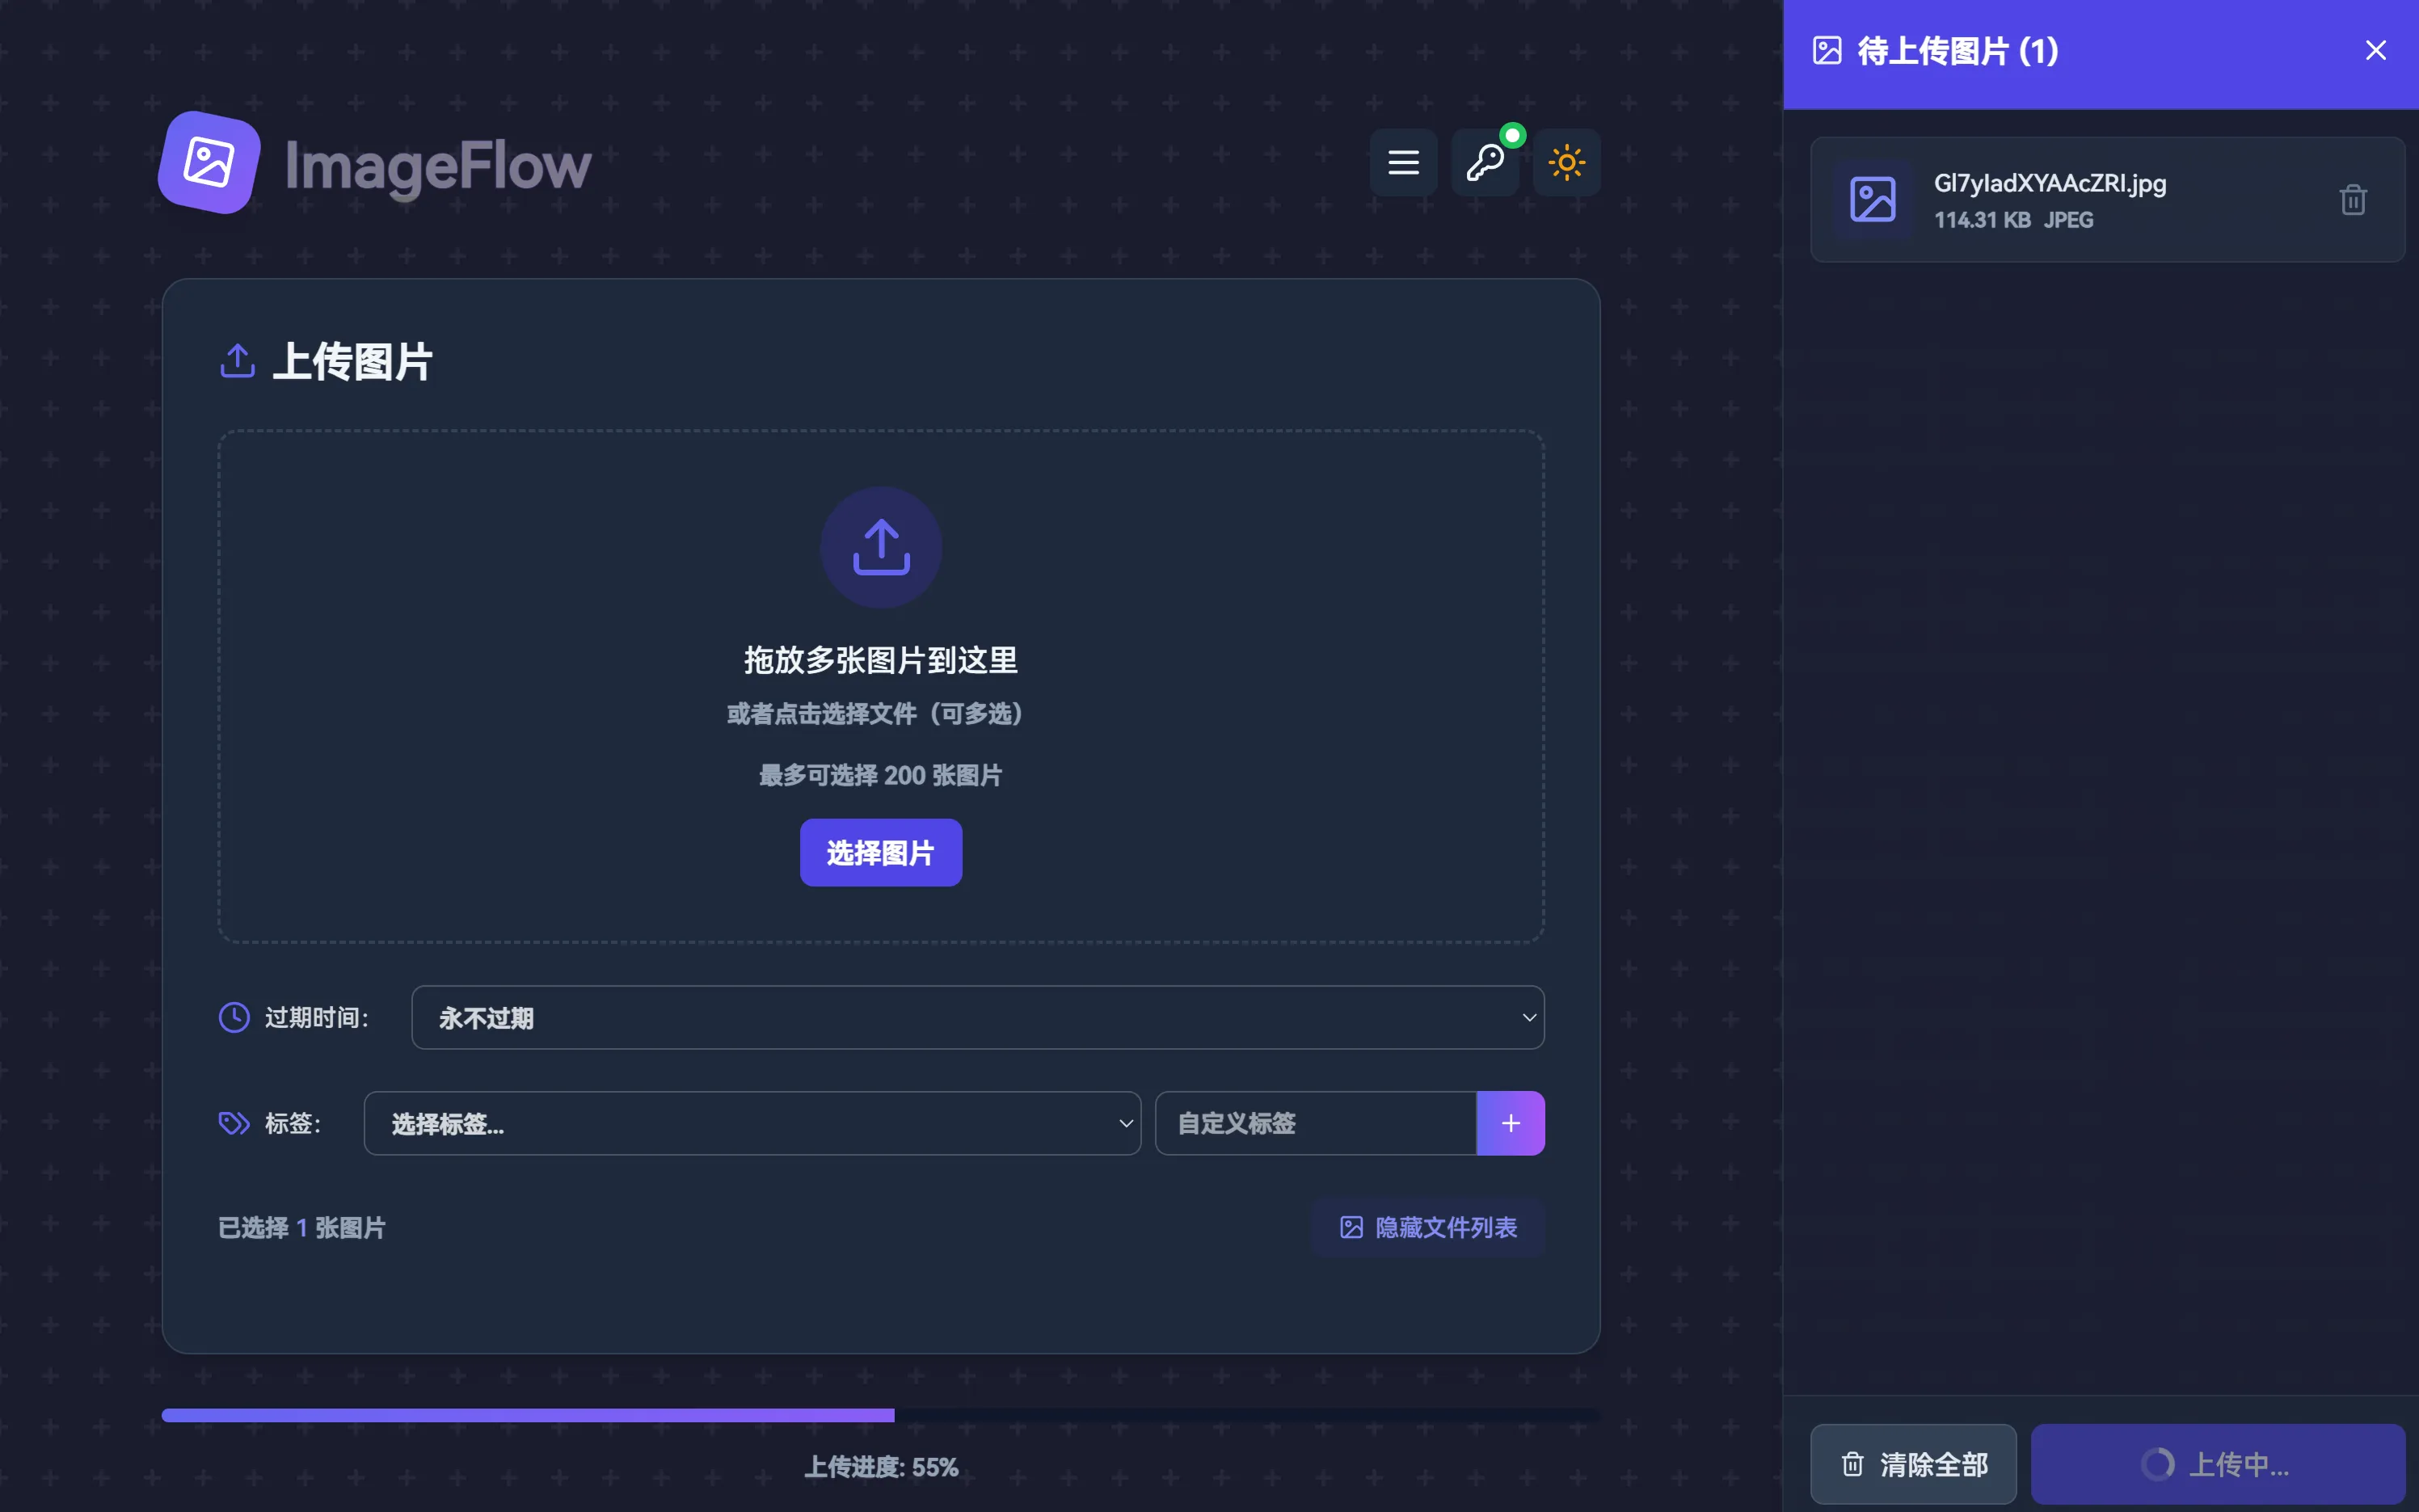 ImageFlow
上传图片
拖放多张图片到这里
或者点击选择文件（可多选）
最多可选择 200 张图片
选择图片
过期时间：
永不过期
标签：
选择标签...
自定义标签
已选择 1 张图片
隐藏文件列表
上传进度: 55%
待上传图片 (1)
Gl7yIadXYAAcZRI.jpg
114.31 KB JPEG
清除全部
上传中...